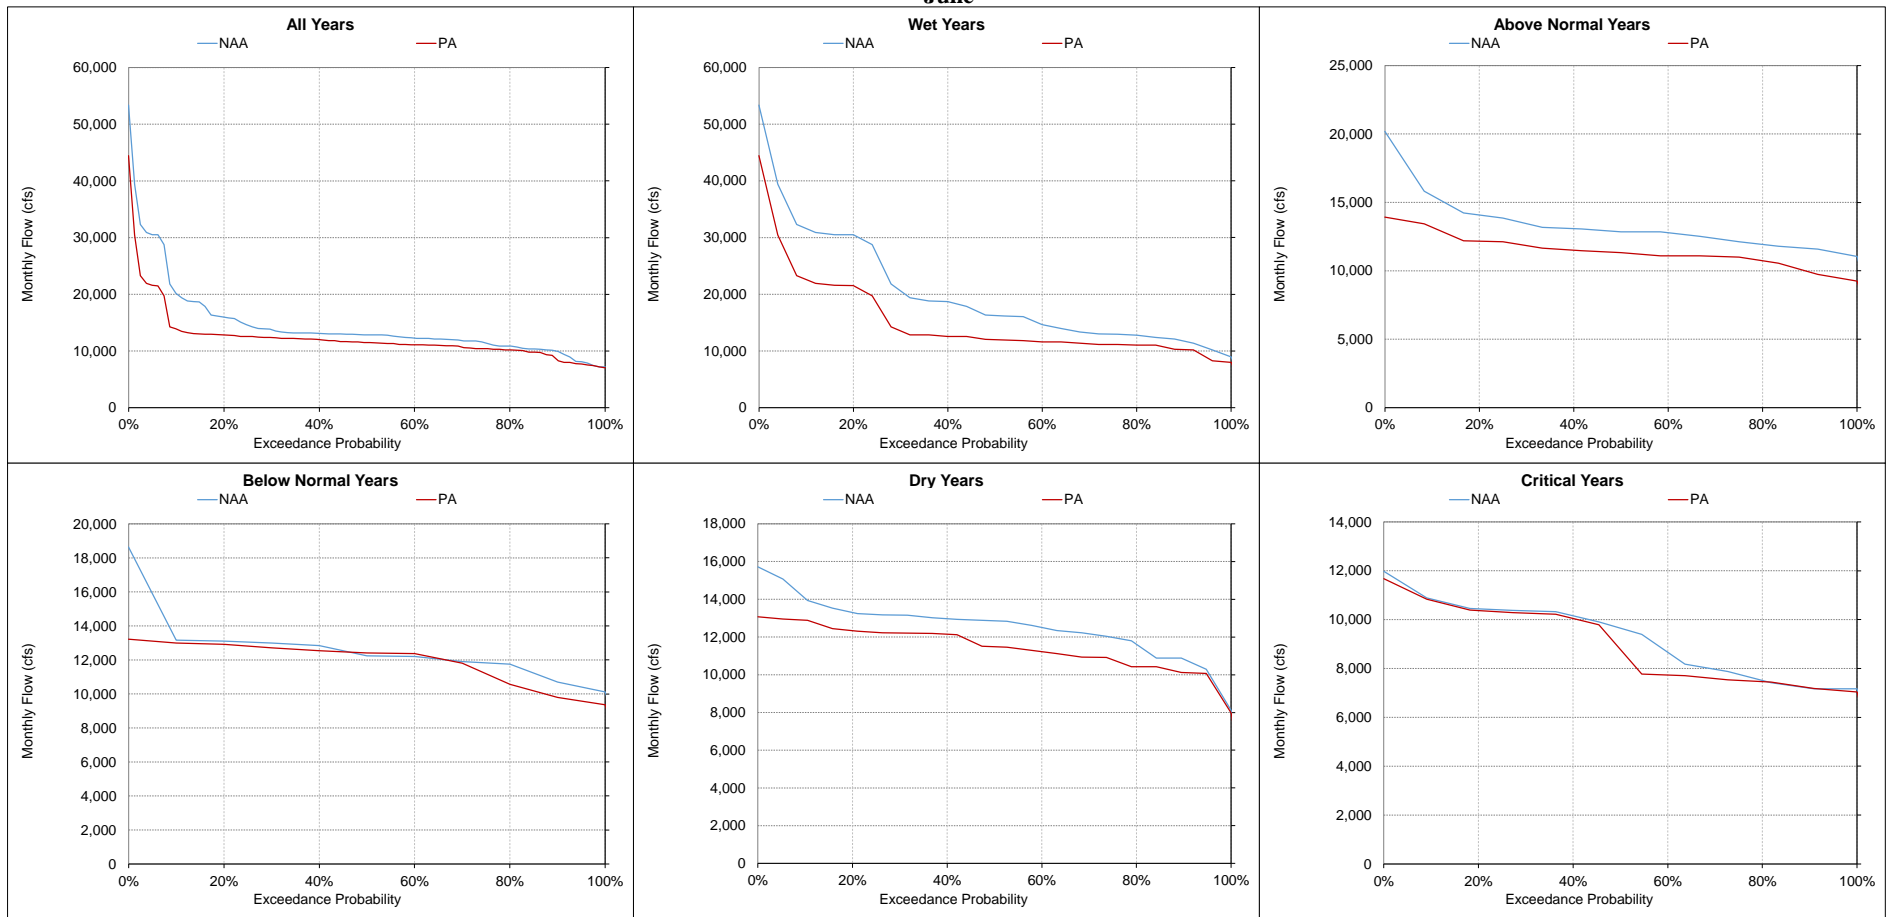 June
All Years
NAA PA
60,000
50,000
40,000
30,000
20,000
10,000
0
Monthly Flow (cfs)
0% 20% 40% 60% 80% 100%
Exceedance Probability
Wet Years
NAA PA
60,000
50,000
40,000
30,000
20,000
10,000
0
Monthly Flow (cfs)
0% 20% 40% 60% 80% 100%
Exceedance Probability
Above Normal Years
NAA PA
25,000
20,000
15,000
10,000
5,000
0
Monthly Flow (cfs)
0% 20% 40% 60% 80% 100%
Exceedance Probability
Below Normal Years
NAA PA
20,000
18,000
16,000
14,000
12,000
10,000
8,000
6,000
4,000
2,000
0
Monthly Flow (cfs)
0% 20% 40% 60% 80% 100%
Exceedance Probability
Dry Years
NAA PA
18,000
16,000
14,000
12,000
10,000
8,000
6,000
4,000
2,000
0
Monthly Flow (cfs)
0% 20% 40% 60% 80% 100%
Exceedance Probability
Critical Years
NAA PA
14,000
12,000
10,000
8,000
6,000
4,000
2,000
0
Monthly Flow (cfs)
0% 20% 40% 60% 80% 100%
Exceedance Probability